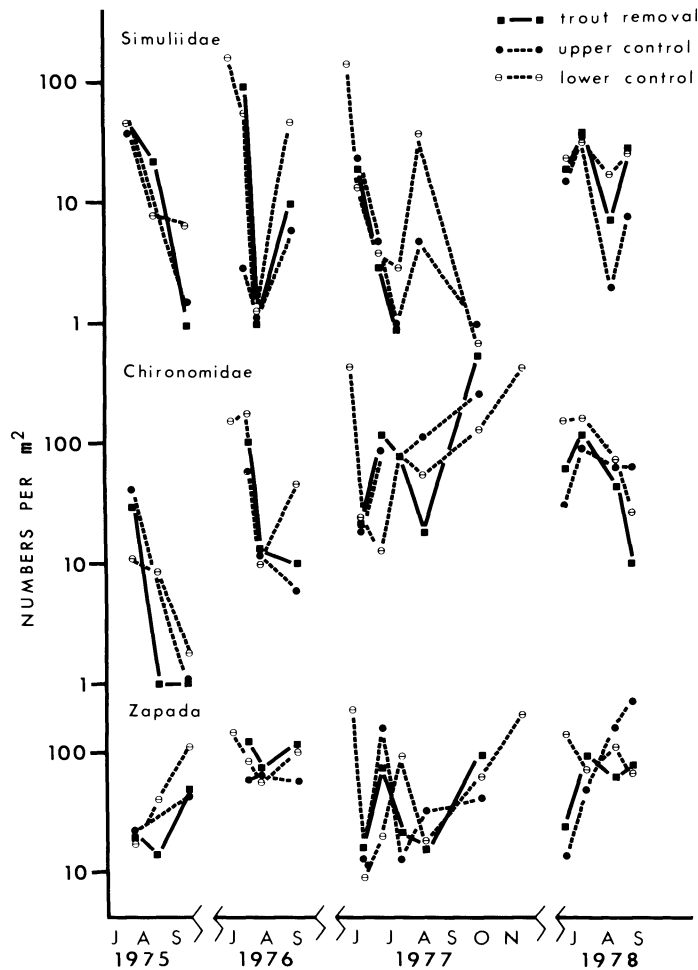 trout removal
upper control
lower control
Simuliidae
100
10
1
Chironomidae
100
10
1
Zapada
100
10
NUMBERS PER m²
J A S
J A S
J J A S O N
J A S
1975
1976
1977
1978